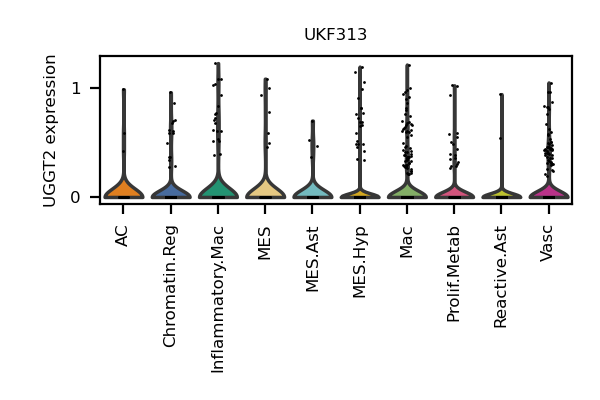 UKF313
UGGT2 expression
1
0
AC
Chromatin.Reg
Inflammatory.Mac
MES
MES.Ast
MES.Hyp
Mac
Prolif.Metab
Reactive.Ast
Vasc